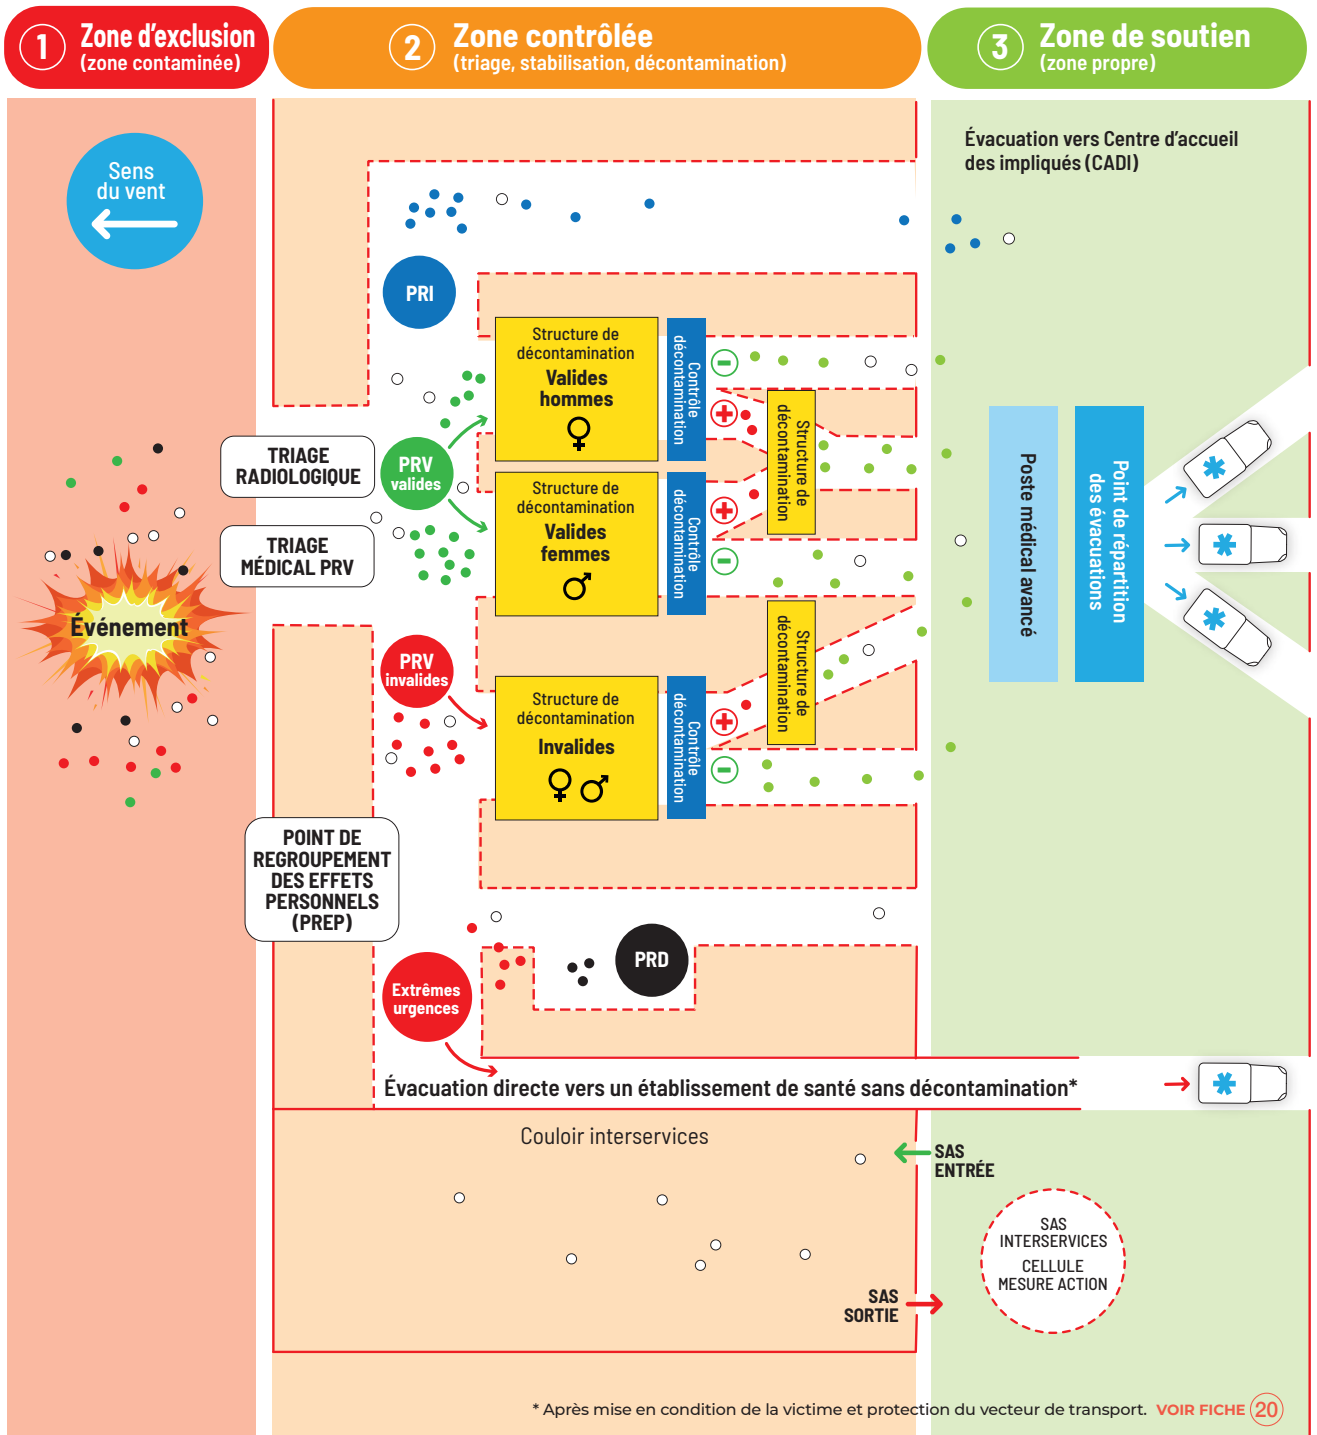 1 Zone d'exclusion
(zone contaminée)
2 Zone contrôlée
(triage, stabilisation, décontamination)
3 Zone de soutien
(zone propre)
Sens
du vent
Évacuation vers Centre d'accueil
des impliqués (CADI)
PRI
Structure de
décontamination
Valides
hommes
Contrôle
décontamination
TRIAGE
RADIOLOGIQUE
PRV
valides
Structure de
décontamination
TRIAGE
MÉDICAL PRV
Structure de
décontamination
Valides
femmes
Contrôle
décontamination
Poste médical avancé
Point de répartition
des évacuations
Événement
PRV
invalides
Structure de
décontamination
Invalides
Contrôle
décontamination
Structure de
décontamination
POINT DE
REGROUPEMENT
DES EFFETS
PERSONNELS
(PREP)
PRD
Extrêmes
urgences
Évacuation directe vers un établissement de santé sans décontamination*
Couloir interservices
SAS
ENTRÉE
SAS
INTERSERVICES
CELLULE
MESURE ACTION
SAS
SORTIE
* Après mise en condition de la victime et protection du vecteur de transport. VOIR FICHE 20